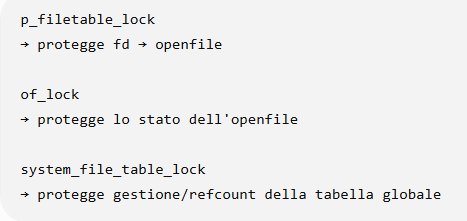 p_filetable_lock
→ protegge fd → openfile
of_lock
→ protegge lo stato dell'openfile
system_file_table_lock
→ protegge gestione/refcount della tabella globale